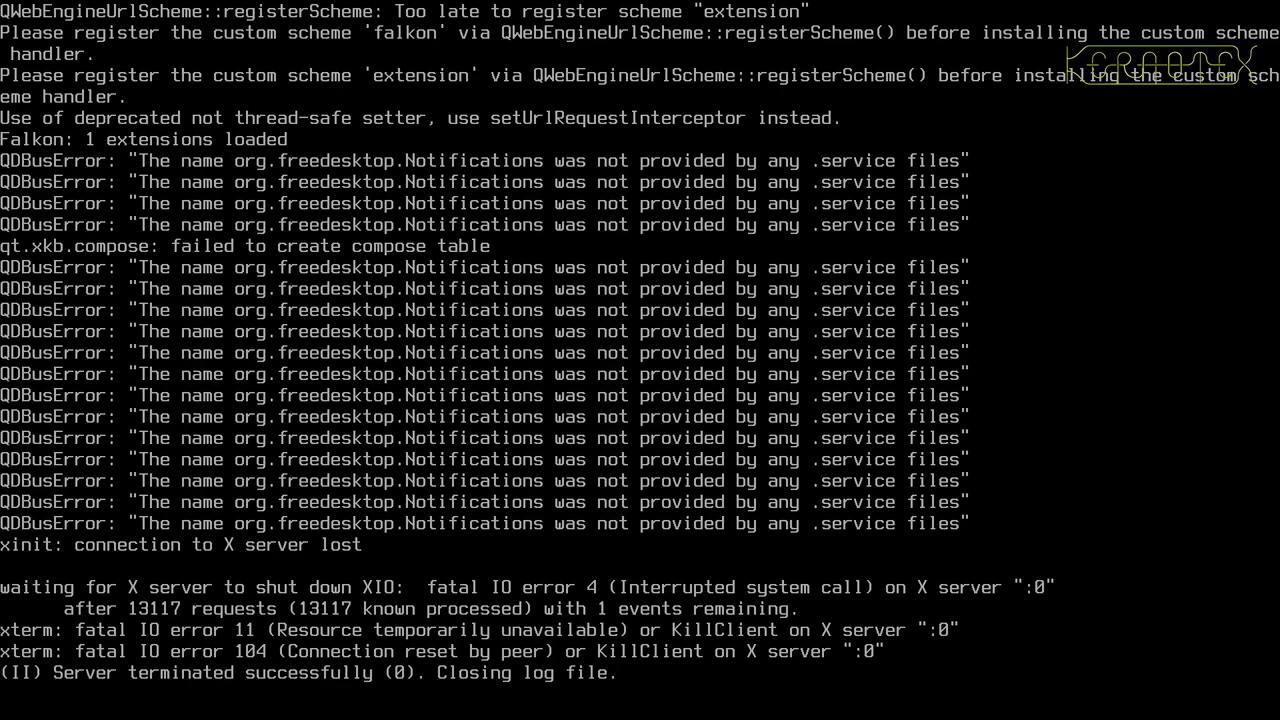 QWebEngineUrlScheme::registerScheme: Too late to register scheme "extension"
Please register the custom scheme 'falkon' via QWebEngineUrlScheme::registerScheme() before installing the custom scheme
 handler.
Please register the custom scheme 'extension' via QWebEngineUrlScheme::registerScheme() before installing the custom sch
eme handler.
Use of deprecated not thread-safe setter, use setUrlRequestInterceptor instead.
Falkon: 1 extensions loaded
QDBusError: "The name org.freedesktop.Notifications was not provided by any .service files"
QDBusError: "The name org.freedesktop.Notifications was not provided by any .service files"
QDBusError: "The name org.freedesktop.Notifications was not provided by any .service files"
QDBusError: "The name org.freedesktop.Notifications was not provided by any .service files"
qt.xkb.compose: failed to create compose table
QDBusError: "The name org.freedesktop.Notifications was not provided by any .service files"
QDBusError: "The name org.freedesktop.Notifications was not provided by any .service files"
QDBusError: "The name org.freedesktop.Notifications was not provided by any .service files"
QDBusError: "The name org.freedesktop.Notifications was not provided by any .service files"
QDBusError: "The name org.freedesktop.Notifications was not provided by any .service files"
QDBusError: "The name org.freedesktop.Notifications was not provided by any .service files"
QDBusError: "The name org.freedesktop.Notifications was not provided by any .service files"
QDBusError: "The name org.freedesktop.Notifications was not provided by any .service files"
QDBusError: "The name org.freedesktop.Notifications was not provided by any .service files"
QDBusError: "The name org.freedesktop.Notifications was not provided by any .service files"
QDBusError: "The name org.freedesktop.Notifications was not provided by any .service files"
QDBusError: "The name org.freedesktop.Notifications was not provided by any .service files"
QDBusError: "The name org.freedesktop.Notifications was not provided by any .service files"
xinit: connection to X server lost
waiting for X server to shut down XIO:  fatal IO error 4 (Interrupted system call) on X server ":0"
      after 13117 requests (13117 known processed) with 1 events remaining.
xterm: fatal IO error 11 (Resource temporarily unavailable) or KillClient on X server ":0"
xterm: fatal IO error 104 (Connection reset by peer) or KillClient on X server ":0"
(II) Server terminated successfully (0). Closing log file.